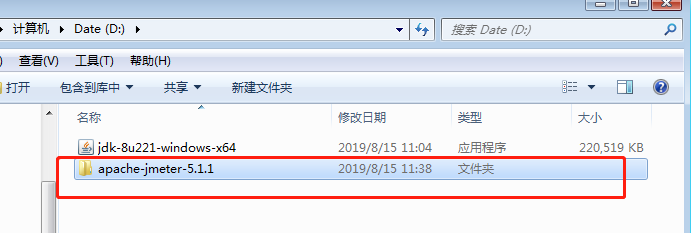 计算机 ▸ Date (D:)
搜索 Date (D:)
) 查看(V) 工具(T) 帮助(H)
打开 包含到库中 共享 新建文件夹
名称 修改日期 类型 大小
jdk-8u221-windows-x64 2019/8/15 11:04 应用程序 220,519 KB
apache-jmeter-5.1.1 2019/8/15 11:38 文件夹